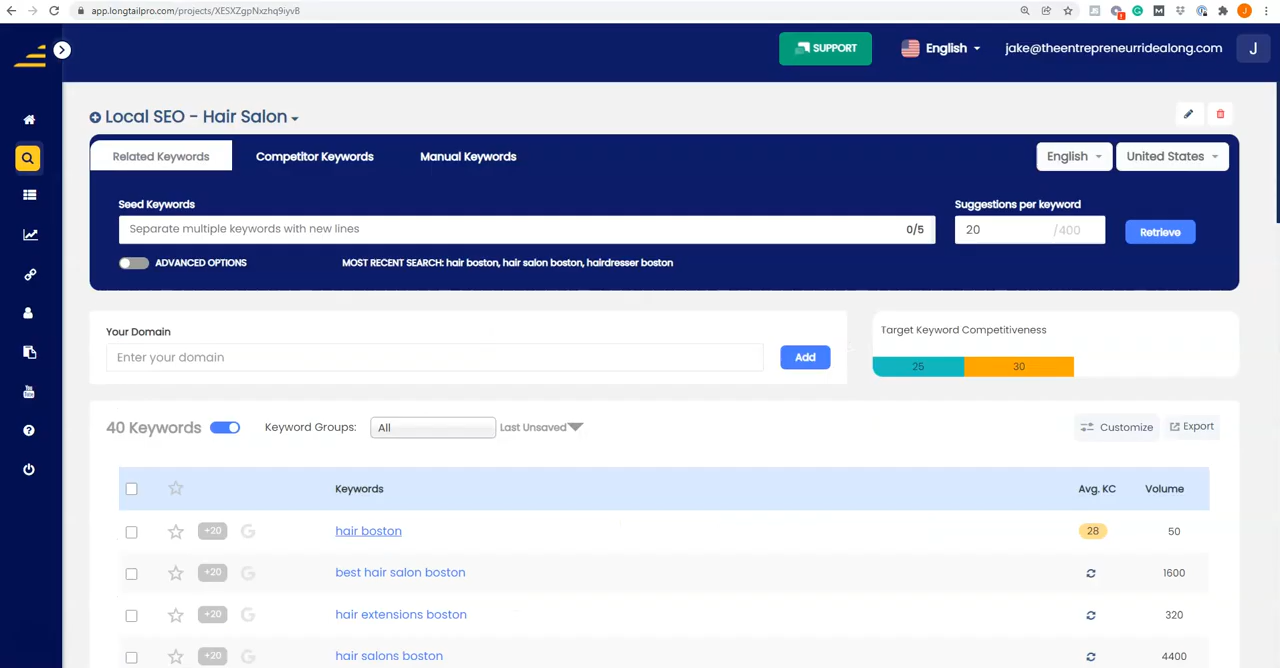 app.longtailpro.com/projects/XESXZgpNxzhq9iyvB
SUPPORT
English
jake@theentrepreneurridealong.com
J
Local SEO - Hair Salon
Related Keywords
Competitor Keywords
Manual Keywords
English
United States
Seed Keywords
Suggestions per keyword
Separate multiple keywords with new lines
0/5
20
/400
Retrieve
ADVANCED OPTIONS
MOST RECENT SEARCH: hair boston, hair salon boston, hairdresser boston
Your Domain
Enter your domain
Add
Target Keyword Competitiveness
25
30
40 Keywords
Keyword Groups:
All
Last Unsaved
Customize
Export
Keywords
Avg. KC
Volume
+20
hair boston
28
50
+20
best hair salon boston
1600
+20
hair extensions boston
320
+20
hair salons boston
4400